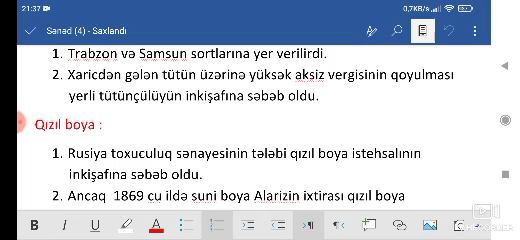 21:37
0,7KB/s
Sənəd (4) - Saxlandı
1. Trabzon və Samsun sortlarına yer verilirdi.
2. Xaricdən gələn tütün üzərinə yüksək aksiz vergisinin qoyulması
yerli tütünçülüyün inkişafına səbəb oldu.
Qızıl boya :
1. Rusiya toxuculuq sənayesinin tələbi qızıl boya istehsalının
inkişafına səbəb oldu.
2. Ancaq 1869 cu ildə suni boya Alarizin ixtirası qızıl boya
B I U A